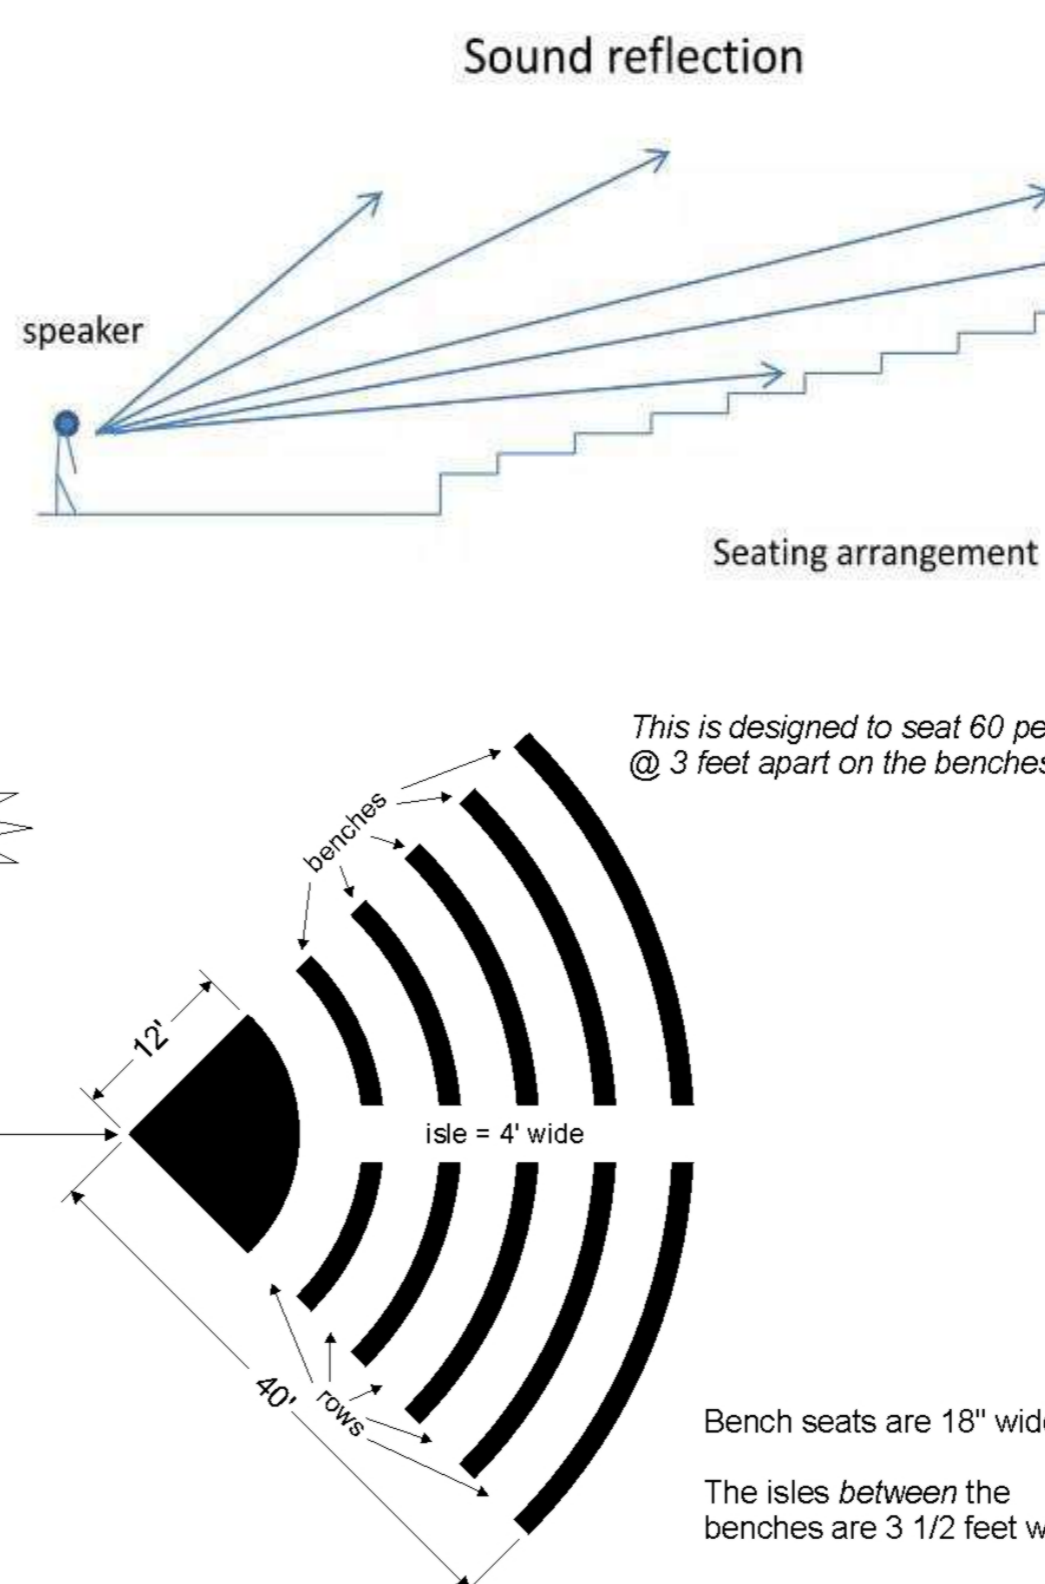 Sound reflection
speaker
Seating arrangement
This is designed to seat 60 pe
@ 3 feet apart on the benches
benches
12'
isle = 4' wide
40'
rows
Bench seats are 18" wide
The isles between the
benches are 3 1/2 feet w